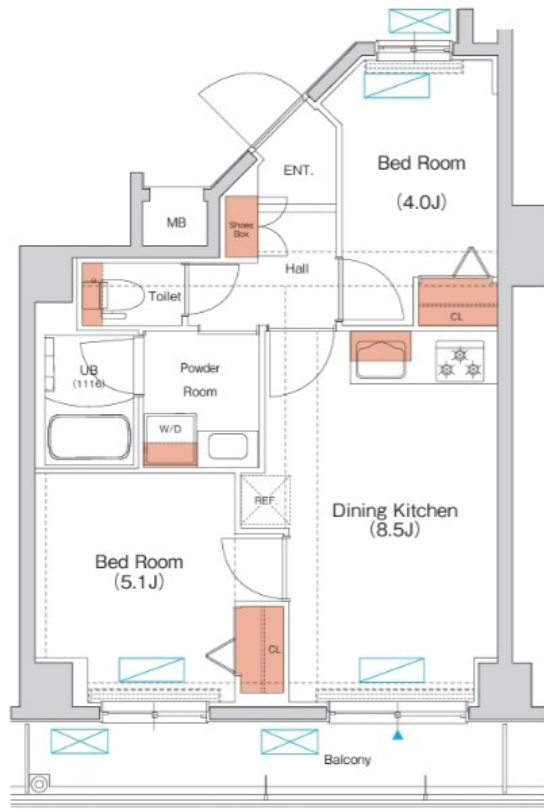 ENT.
Bed Room
(4.0J)
MB
Shoes
Box
Hall
Toilet
CL
UB
(1116)
Powder
Room
W/D
REF.
Dining Kitchen
(8.5J)
Bed Room
(5.1J)
CL
Balcony